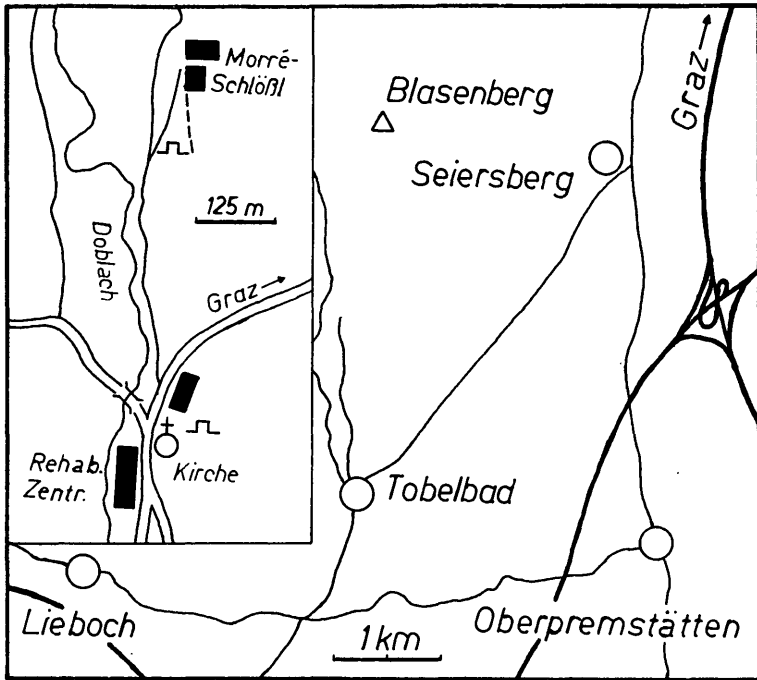 Morré-
Schlößl
125 m
Doblach
Graz
Rehab.
Zentr.
Kirche
Blasenberg
Seiersberg
Graz
Tobelbad
Lieboch
Oberpremstätten
1 km